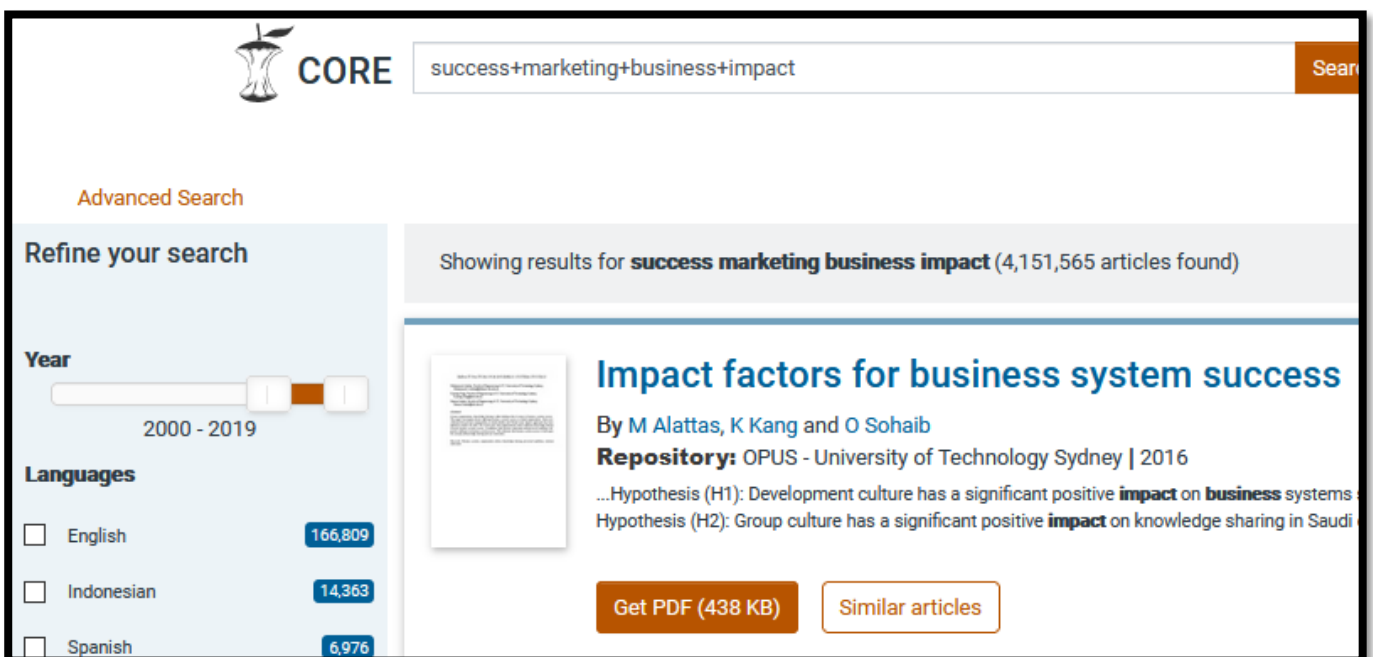 CORE
success+marketing+business+impact
Sear
Advanced Search
Refine your search
Showing results for success marketing business impact (4,151,565 articles found)
Year
2000 - 2019
Languages
English 166,809
Indonesian 14,363
Spanish 6,976
Impact factors for business system success
By M Alattas, K Kang and O Sohaib
Repository: OPUS - University of Technology Sydney | 2016
...Hypothesis (H1): Development culture has a significant positive impact on business systems
Hypothesis (H2): Group culture has a significant positive impact on knowledge sharing in Saudi
Get PDF (438 KB)
Similar articles